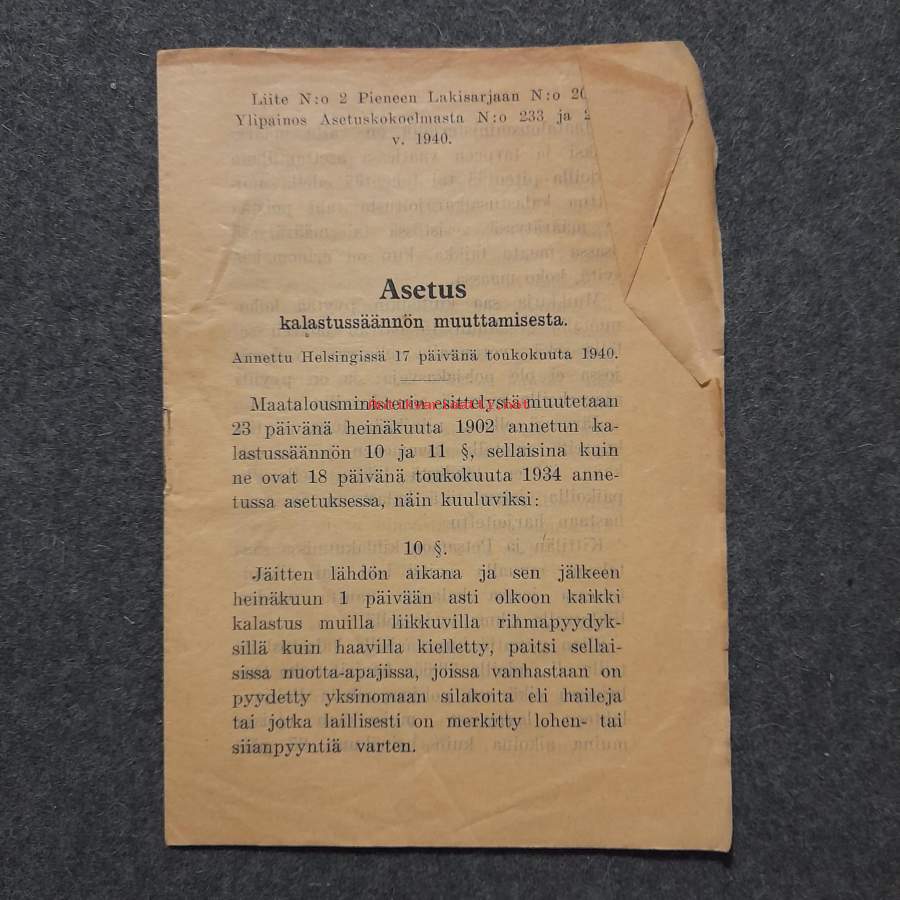 Liite N:o 2 Pieneen Lakisarjaan N:o
Ylipainos Asetuskokoelmasta N:o 233 ja
v. 1940.
Asetus
kalastussäännön muuttamisesta.
Annettu Helsingissä 17 päivänä toukokuuta 1940.
Maatalousministerin esittelystä muutetaan
23 päivänä heinäkuuta 1902 annetun ka-
lastussäännön 10 ja 11 §, sellaisina kuin
ne ovat 18 päivänä toukokuuta 1934 anne-
tussa asetuksessa, näin kuuluviksi:
10 §.
Jäitten lähdön aikana ja sen jälkeen
heinäkuun 1 päivään asti olkoon kaikki
kalastus muilla liikkuvilla rihmapyydyk-
sillä kuin haavilla kielletty, paitsi sellai-
sissa nuotta-apajissa, joissa vanhastaan on
pyydetty yksinomaan silakoita eli haileja
tai jotka laillisesti on merkitty lohen- tai
siianpyyntiä varten.